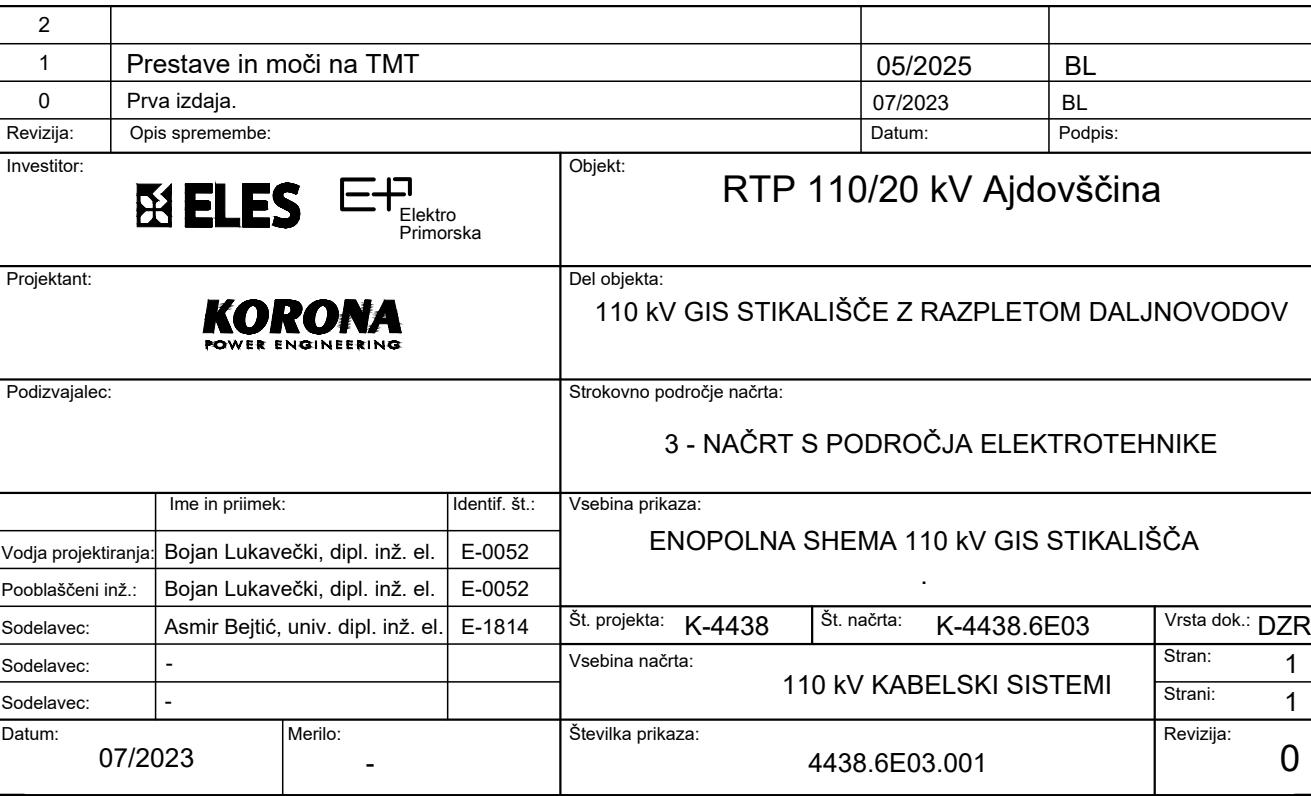 2
1 Prestave in moči na TMT 05/2025 BL
0 Prva izdaja. 07/2023 BL
Revizija: Opis spremembe: Datum: Podpis:
Investitor:
ELES
Elektro
Primorska
Objekt:
RTP 110/20 kV Ajdovščina
Projektant:
KORONA
POWER ENGINEERING
Del objekta:
110 kV GIS STIKALIŠČE Z RAZPLETOM DALJNOVODOV
Podizvajalec:
Strokovno področje načrta:
3 - NAČRT S PODROČJA ELEKTROTEHNIKE
Ime in priimek: Identif. št.:
Vodja projektiranja: Bojan Lukavečki, dipl. inž. el. E-0052
Pooblaščeni inž.: Bojan Lukavečki, dipl. inž. el. E-0052
Sodelavec: Asmir Bejtić, univ. dipl. inž. el. E-1814
Sodelavec: -
Sodelavec: -
Vsebina prikaza:
ENOPOLNA SHEMA 110 kV GIS STIKALIŠČA
.
Št. projekta: K-4438 Št. načrta: K-4438.6E03 Vrsta dok.: DZR
Vsebina načrta:
110 kV KABELSKI SISTEMI
Stran: 1
Strani: 1
Datum:
07/2023
Merilo:
-
Številka prikaza:
4438.6E03.001
Revizija:
0